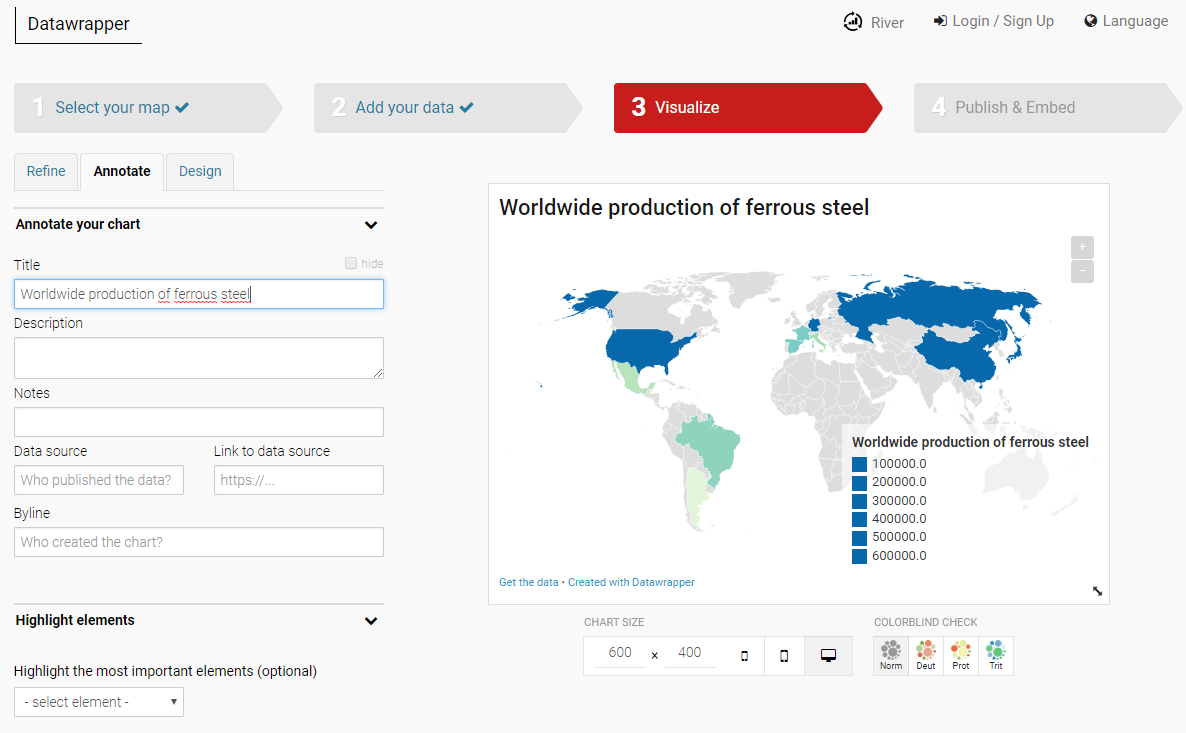 Datawrapper
River
Login / Sign Up
Language
1 Select your map
2 Add your data
3 Visualize
4 Publish & Embed
Refine
Annotate
Design
Annotate your chart
Title
hide
Worldwide production of ferrous steel
Description
Notes
Data source
Link to data source
Who published the data?
https://...
Byline
Who created the chart?
Highlight elements
Highlight the most important elements (optional)
- select element -
Worldwide production of ferrous steel
+
−
Worldwide production of ferrous steel
100000.0
200000.0
300000.0
400000.0
500000.0
600000.0
Get the data • Created with Datawrapper
CHART SIZE
600 × 400
COLORBLIND CHECK
Norm
Deut
Prot
Trit